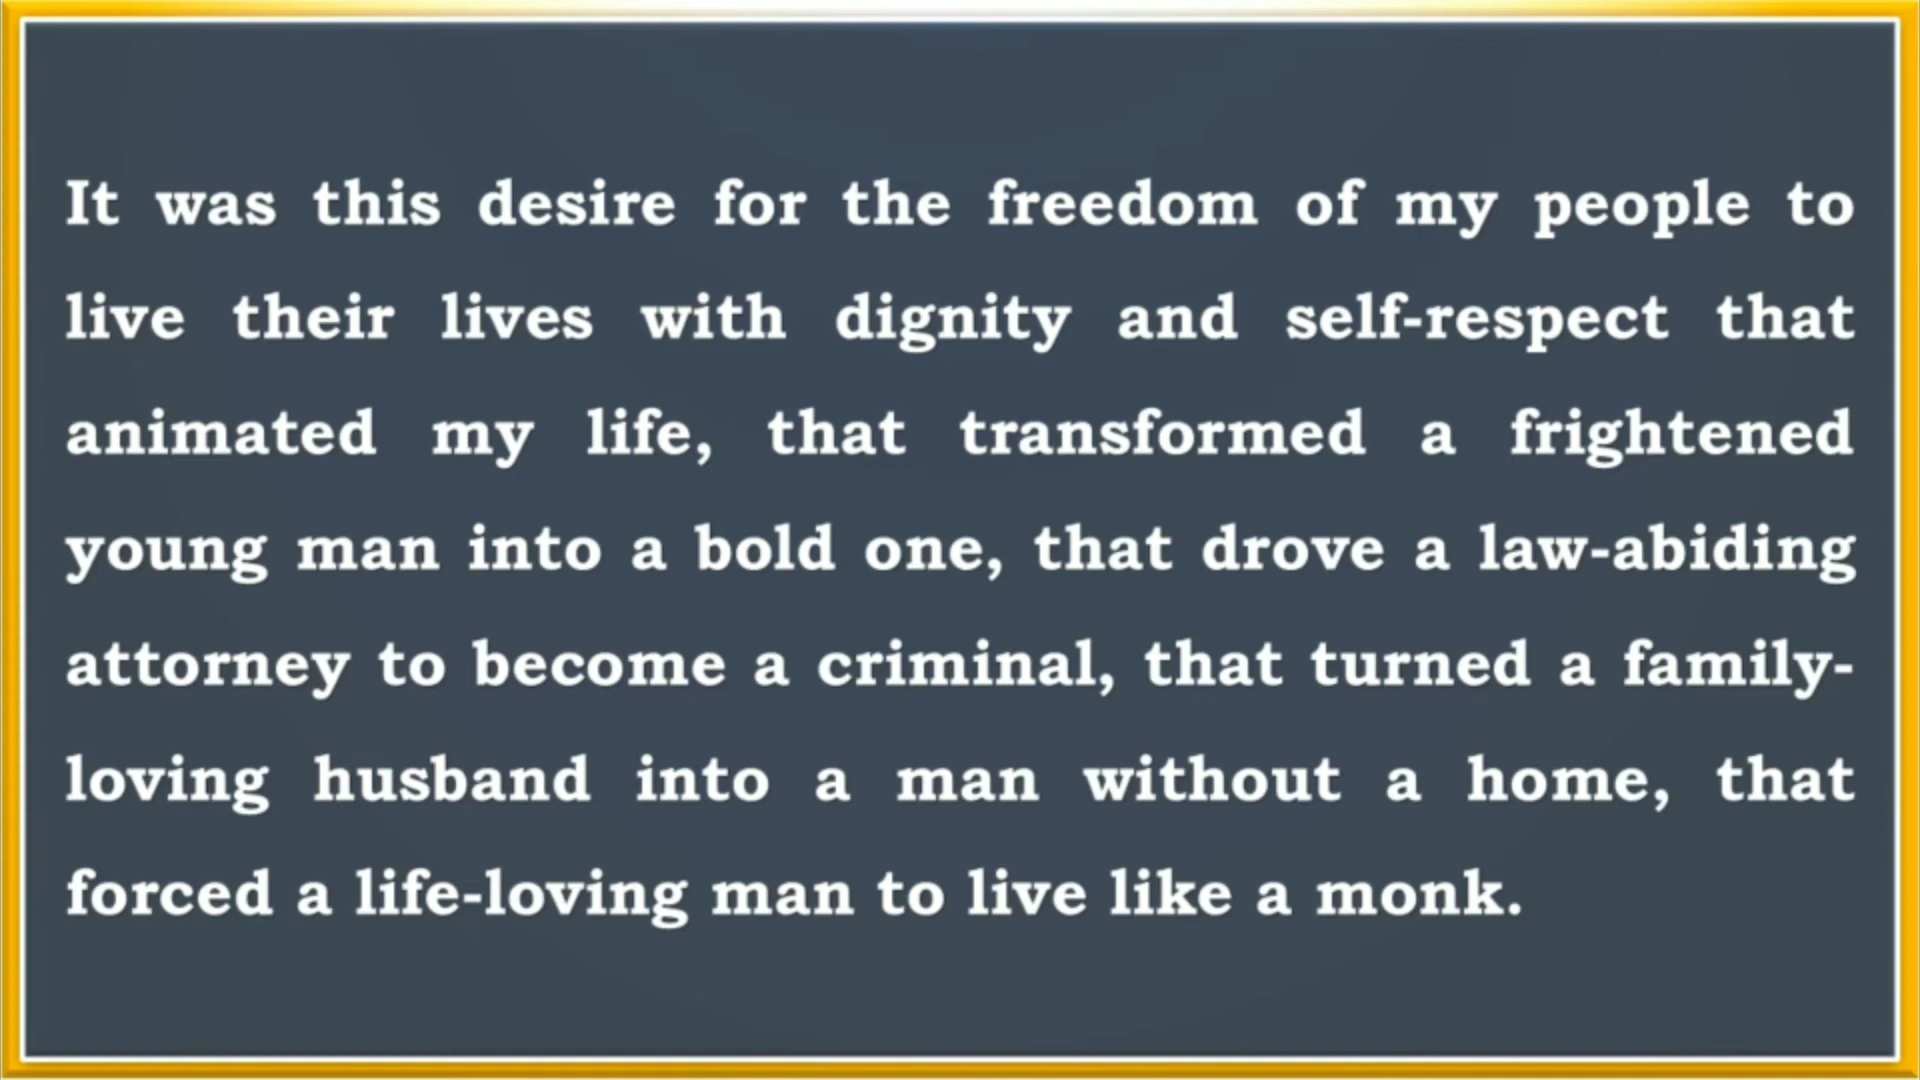 It was this desire for the freedom of my people to
live their lives with dignity and self-respect that
animated my life, that transformed a frightened
young man into a bold one, that drove a law-abiding
attorney to become a criminal, that turned a family-
loving husband into a man without a home, that
forced a life-loving man to live like a monk.